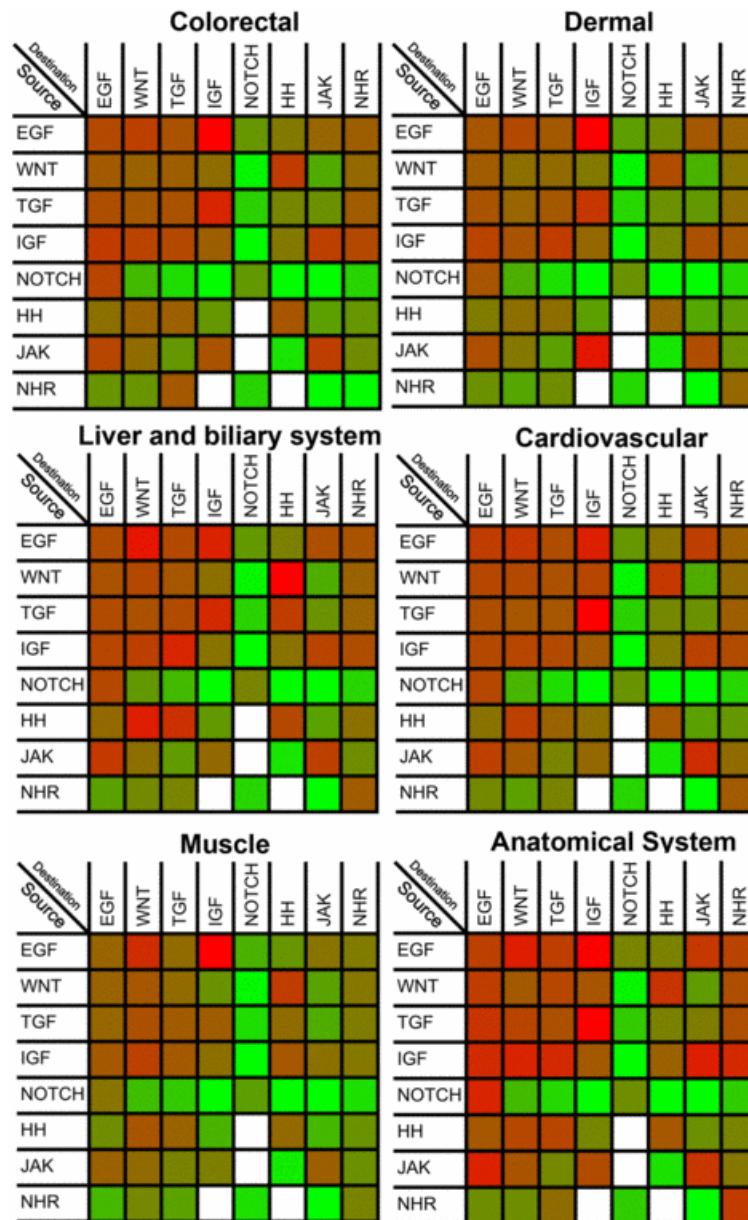 Colorectal
Destination
Source
EGF WNT TGF IGF NOTCH HH JAK NHR
EGF
WNT
TGF
IGF
NOTCH
HH
JAK
NHR
Dermal
Destination
Source
EGF WNT TGF IGF NOTCH HH JAK NHR
EGF
WNT
TGF
IGF
NOTCH
HH
JAK
NHR
Liver and biliary system
Destination
Source
EGF WNT TGF IGF NOTCH HH JAK NHR
EGF
WNT
TGF
IGF
NOTCH
HH
JAK
NHR
Cardiovascular
Destination
Source
EGF WNT TGF IGF NOTCH HH JAK NHR
EGF
WNT
TGF
IGF
NOTCH
HH
JAK
NHR
Muscle
Destination
Source
EGF WNT TGF IGF NOTCH HH JAK NHR
EGF
WNT
TGF
IGF
NOTCH
HH
JAK
NHR
Anatomical System
Destination
Source
EGF WNT TGF IGF NOTCH HH JAK NHR
EGF
WNT
TGF
IGF
NOTCH
HH
JAK
NHR